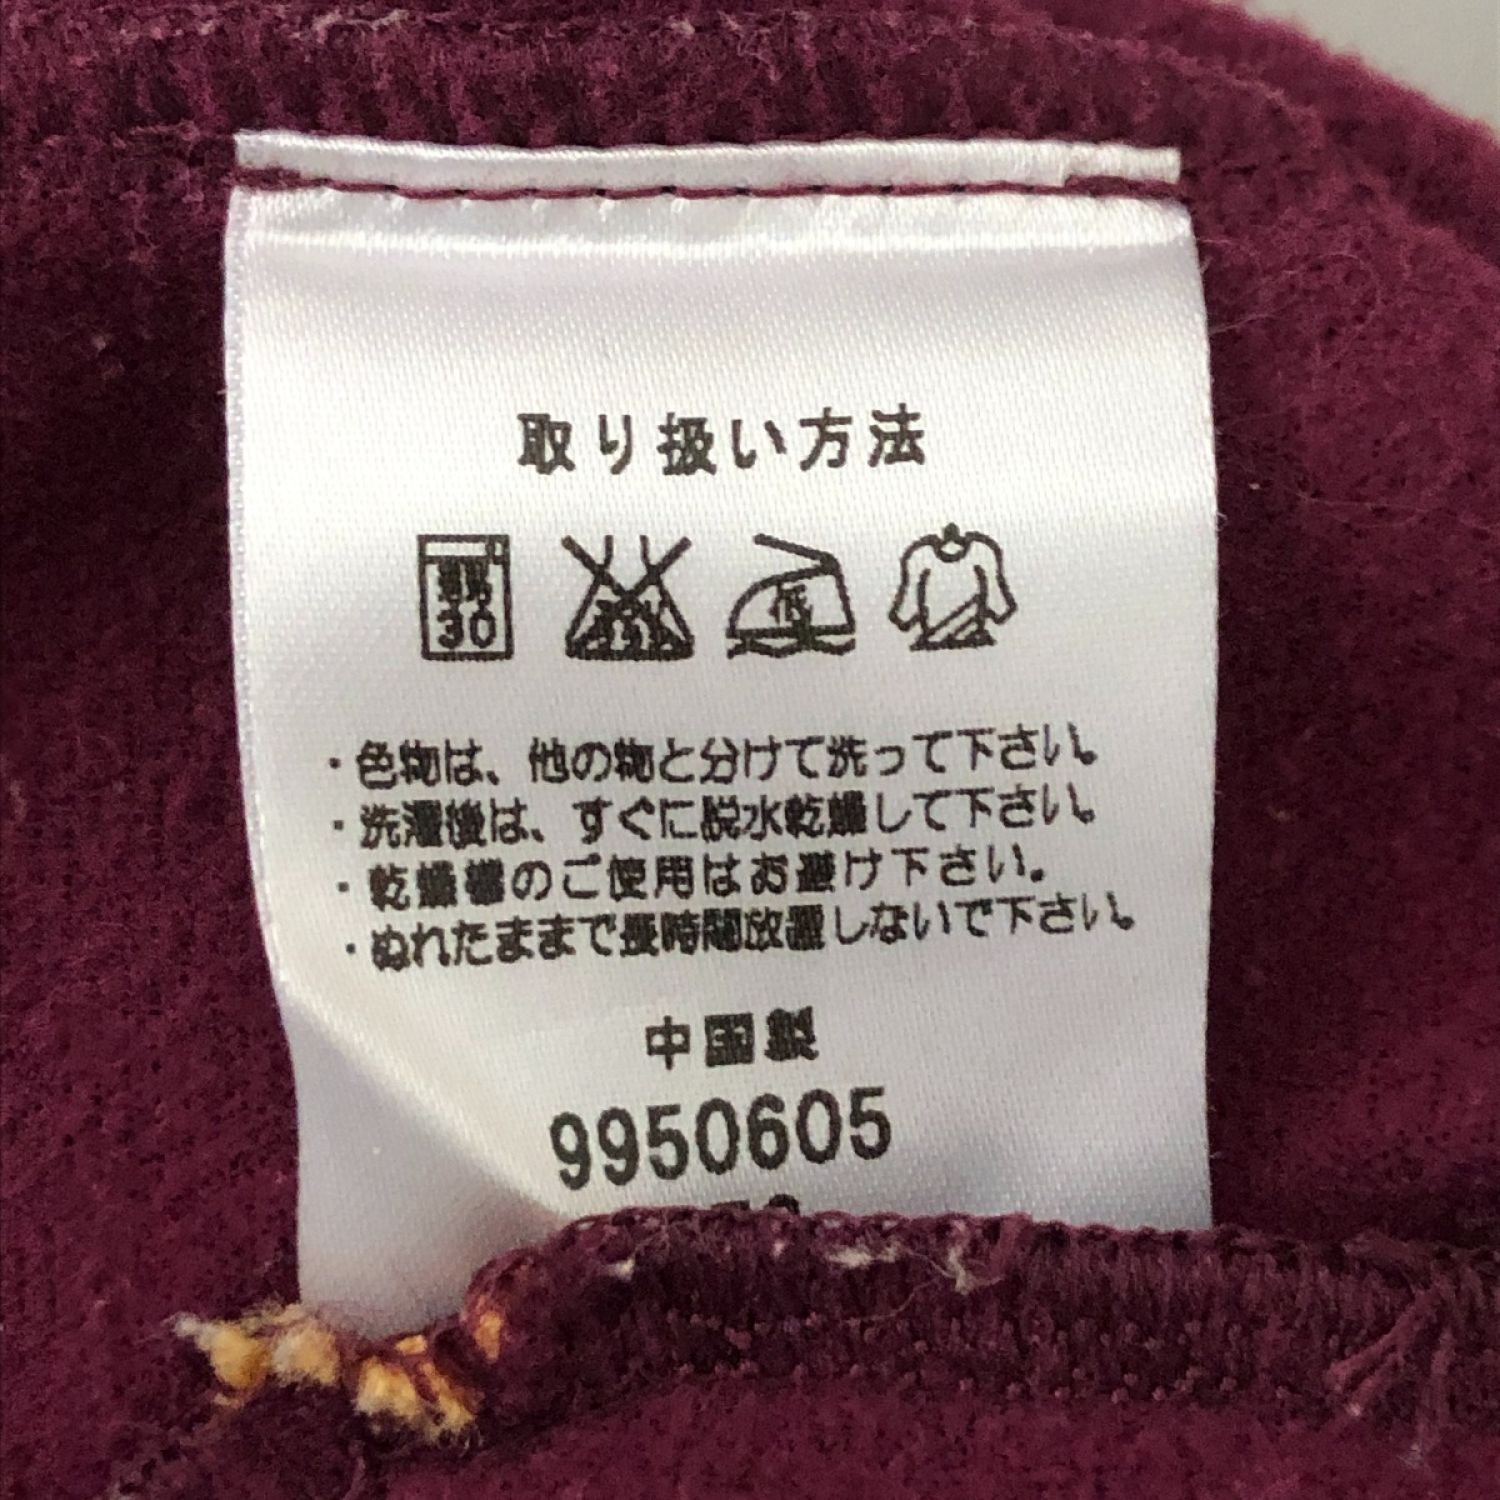 取り扱い方法
30
低
・色物は、他の物と分けて洗って下さい。
・洗濯後は、すぐに脱水乾燥して下さい。
・乾燥機のご使用はお避け下さい。
・ぬれたままで長時間放置しないで下さい。
中国製
9950605